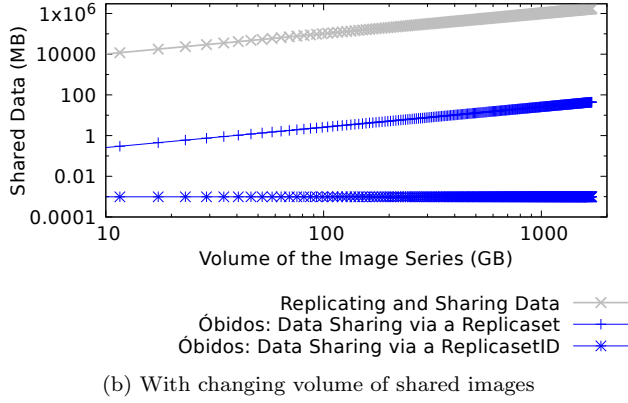 1×10⁶
10000
100
1
0.01
0.0001
Shared Data (MB)
10 100 1000
Volume of the Image Series (GB)
Replicating and Sharing Data
Óbidos: Data Sharing via a Replicaset
Óbidos: Data Sharing via a ReplicasetID
(b) With changing volume of shared images